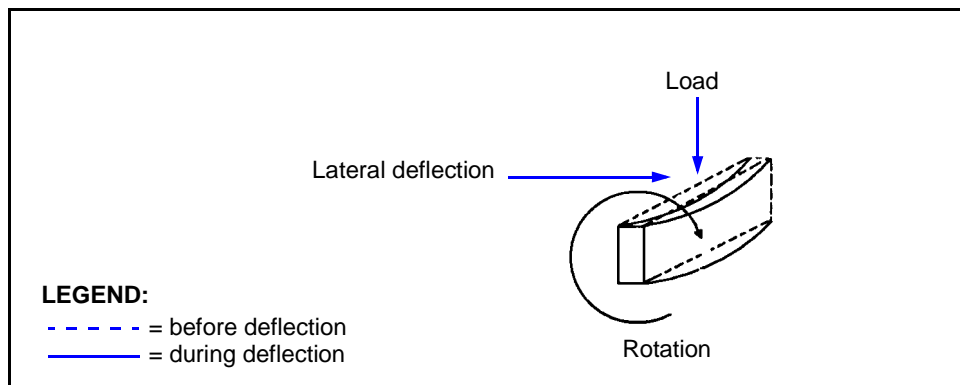 Load
Lateral deflection
LEGEND:
= before deflection
= during deflection
Rotation